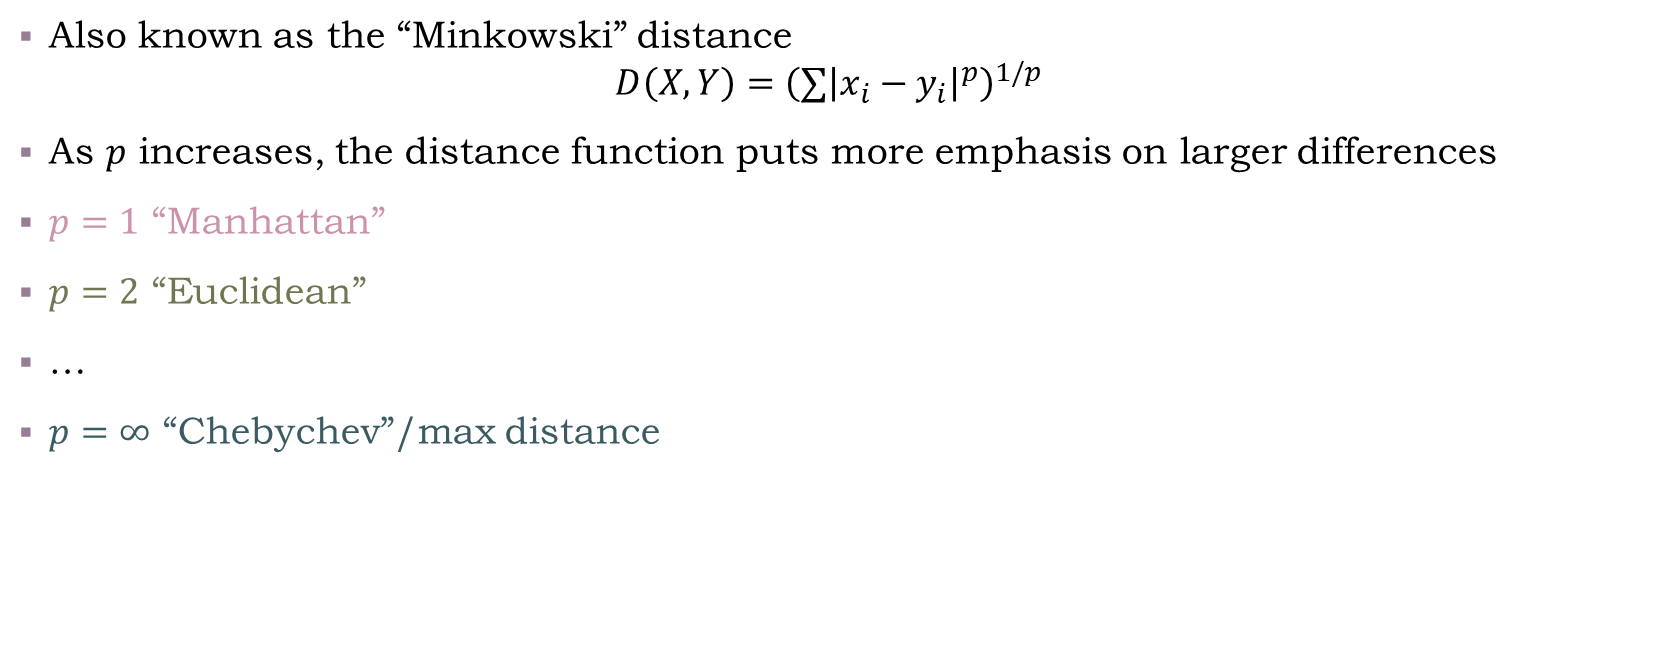 ▪ Also known as the “Minkowski” distance
D(X, Y) = (∑|xᵢ − yᵢ|ᵖ)¹/ᵖ
▪ As p increases, the distance function puts more emphasis on larger differences
▪ p = 1 “Manhattan”
▪ p = 2 “Euclidean”
▪ …
▪ p = ∞ “Chebychev”/max distance